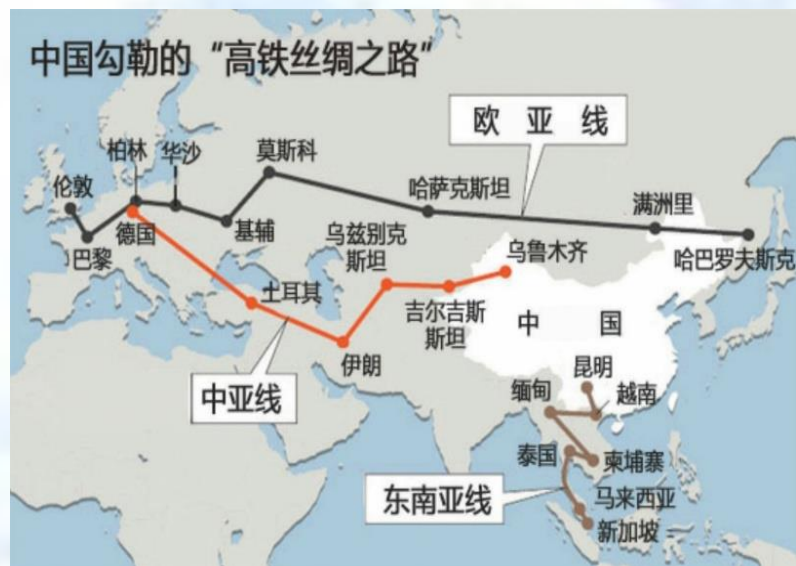 中国勾勒的“高铁丝绸之路”
欧亚线
柏林
华沙
莫斯科
伦敦
哈萨克斯坦
满洲里
德国
基辅
乌兹别克
斯坦
乌鲁木齐
巴黎
哈巴罗夫斯克
土耳其
吉尔吉斯
斯坦
中国
伊朗
昆明
中亚线
缅甸
越南
泰国
柬埔寨
东南亚线
马来西亚
新加坡